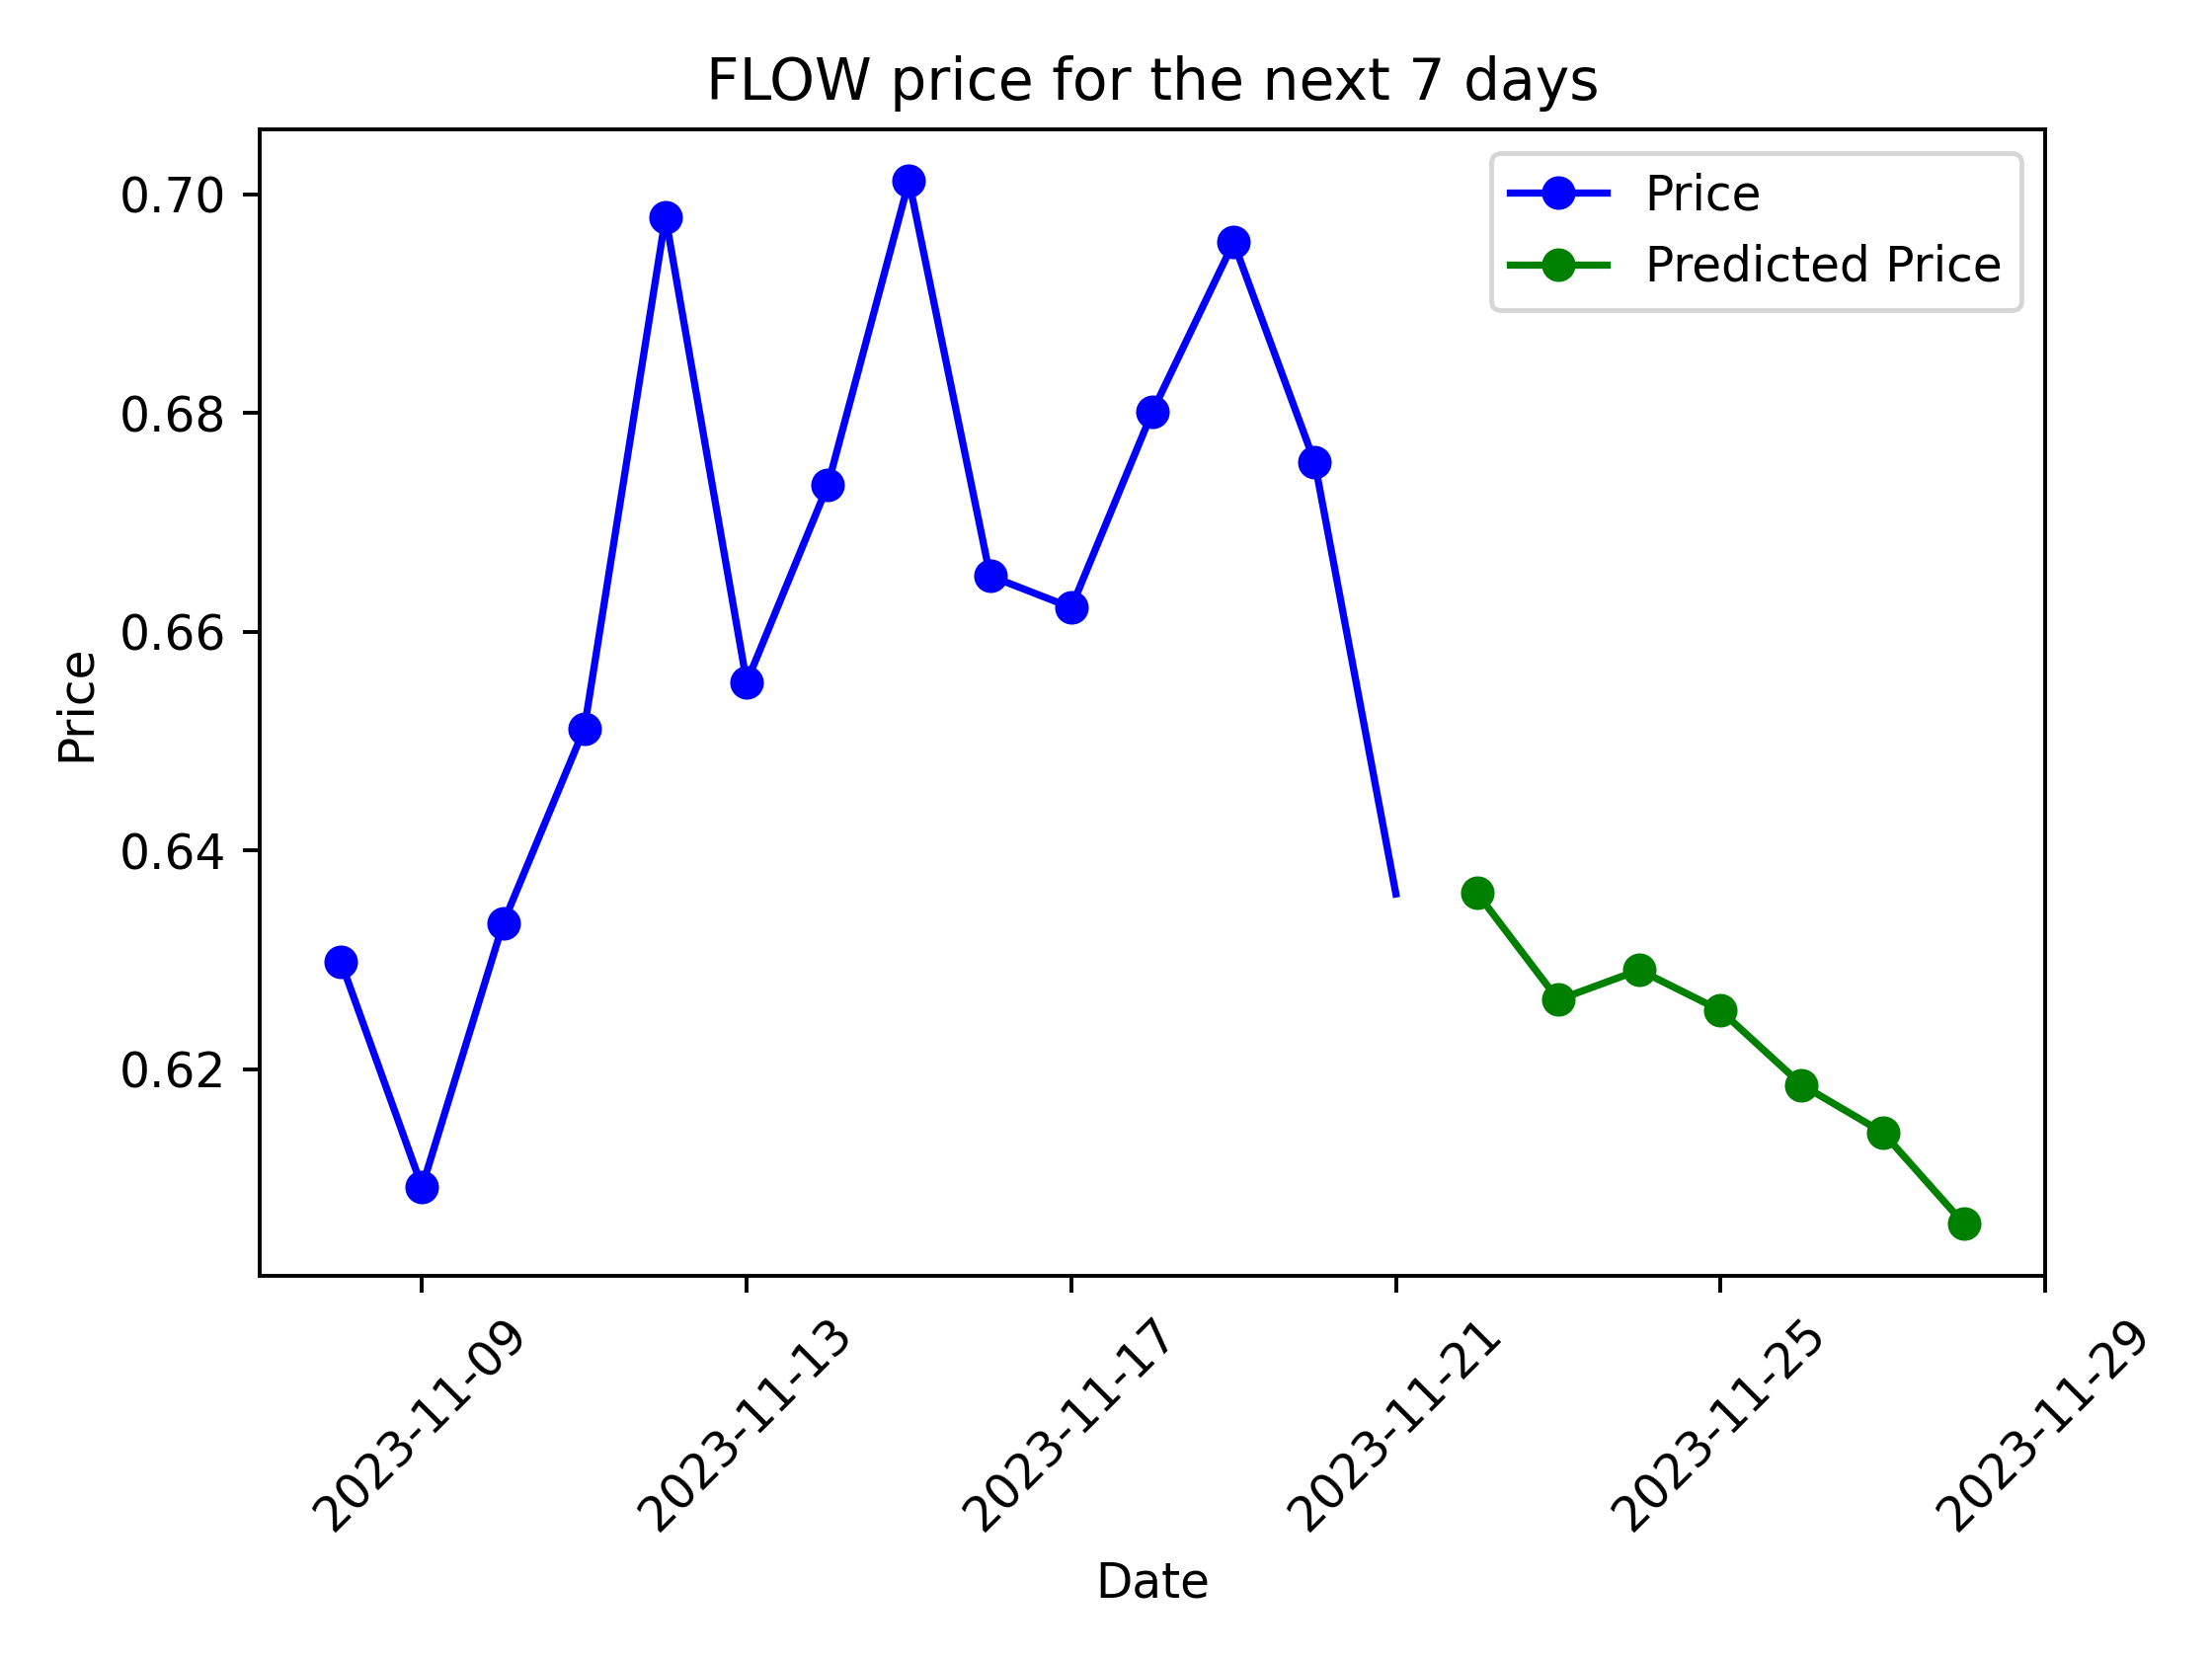 FLOW price for the next 7 days
Price
Predicted Price
0.70
0.68
0.66
0.64
0.62
Price
2023-11-09
2023-11-13
2023-11-17
2023-11-21
2023-11-25
2023-11-29
Date